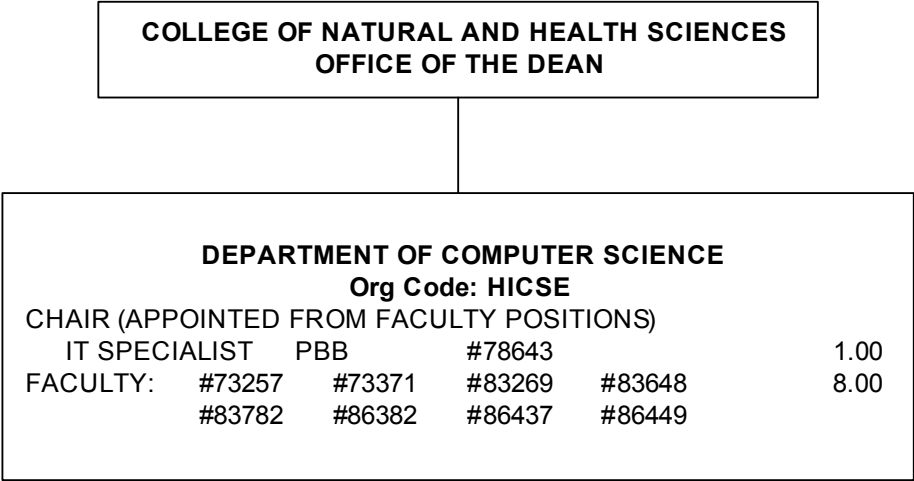 COLLEGE OF NATURAL AND HEALTH SCIENCES
OFFICE OF THE DEAN
DEPARTMENT OF COMPUTER SCIENCE
Org Code: HICSE
CHAIR (APPOINTED FROM FACULTY POSITIONS)
IT SPECIALIST PBB #78643 1.00
FACULTY: #73257 #73371 #83269 #83648 8.00
#83782 #86382 #86437 #86449